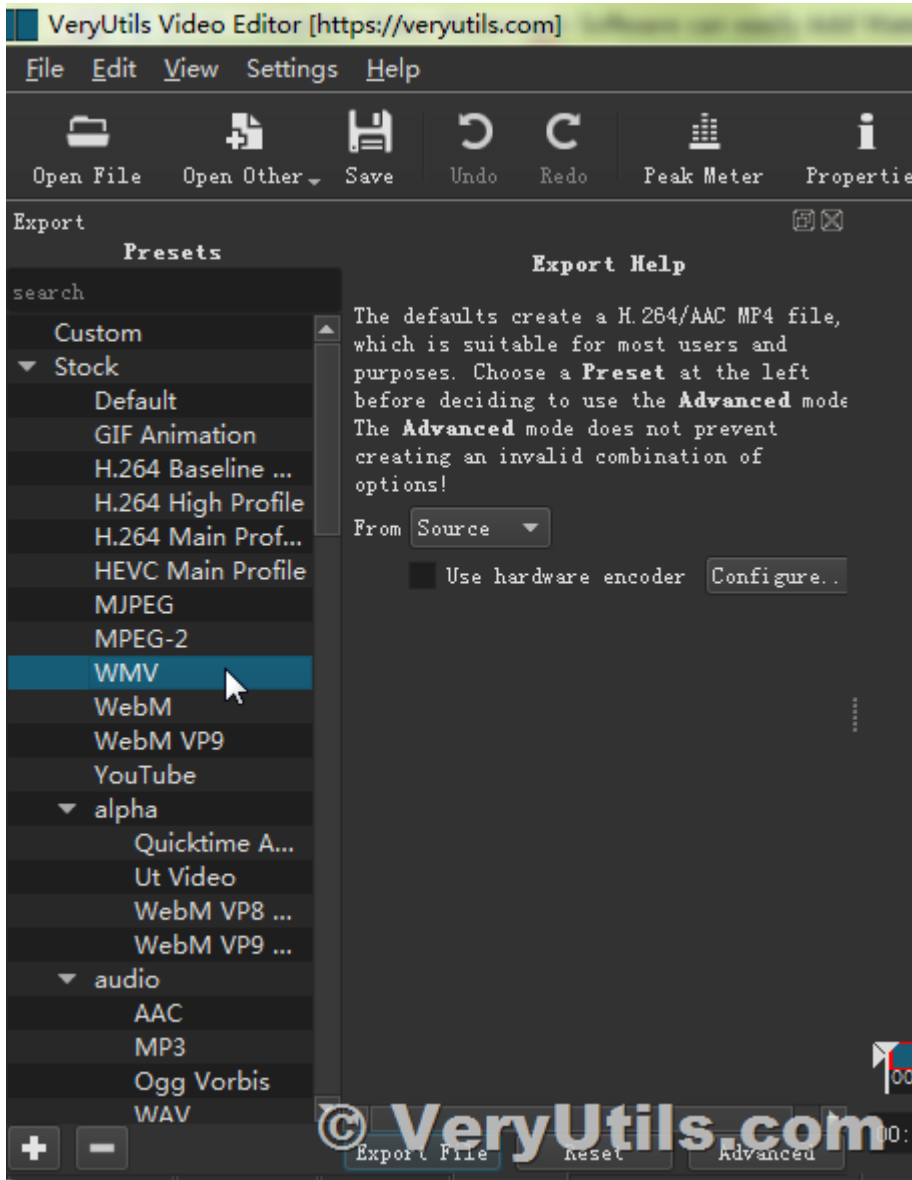 VeryUtils Video Editor [https://veryutils.com]
File Edit View Settings Help
Open File Open Other Save Undo Redo Peak Meter Propertie
Export
Presets
search
Custom
Stock
Default
GIF Animation
H.264 Baseline ...
H.264 High Profile
H.264 Main Prof...
HEVC Main Profile
MJPEG
MPEG-2
WMV
WebM
WebM VP9
YouTube
alpha
Quicktime A...
Ut Video
WebM VP8 ...
WebM VP9 ...
audio
AAC
MP3
Ogg Vorbis
WAV
Export Help
The defaults create a H.264/AAC MP4 file,
which is suitable for most users and
purposes. Choose a Preset at the left
before deciding to use the Advanced mode
The Advanced mode does not prevent
creating an invalid combination of
options!
From Source
Use hardware encoder Configure..
Export File Reset Advanced
00
00:
© VeryUtils.com